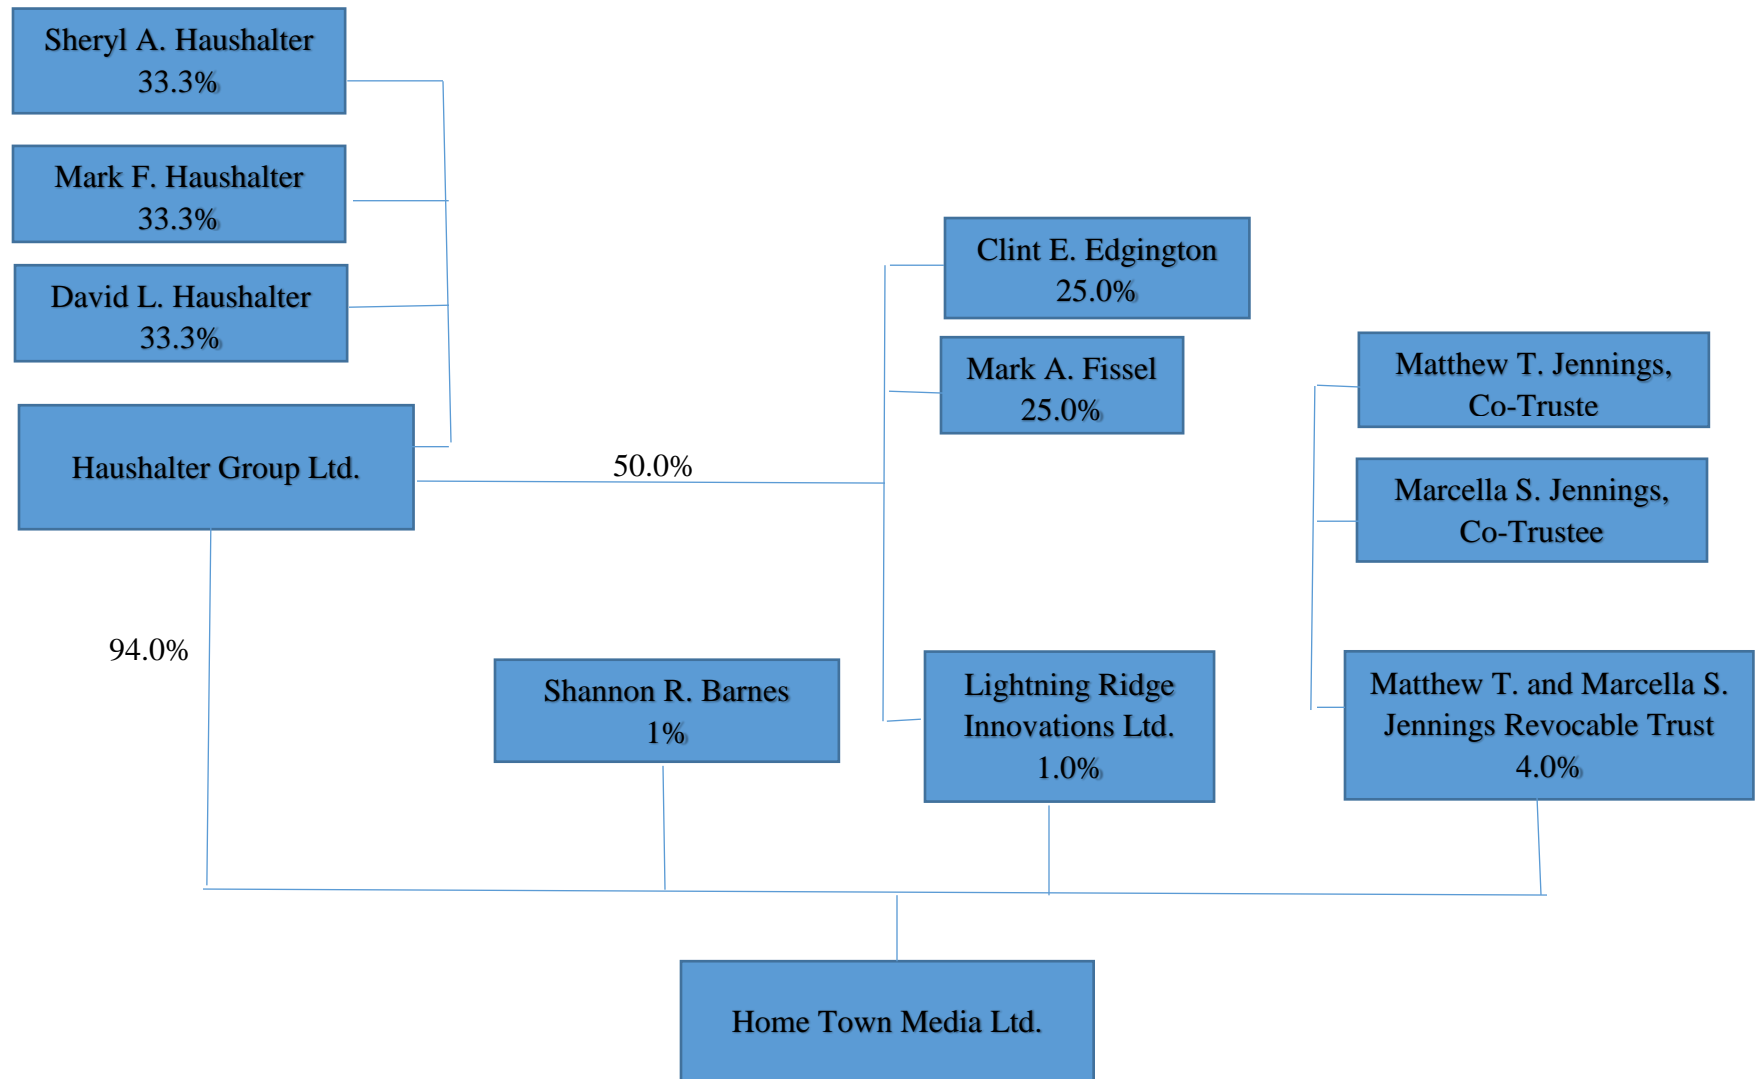 Sheryl A. Haushalter
33.3%
Mark F. Haushalter
33.3%
David L. Haushalter
33.3%
Haushalter Group Ltd.
50.0%
94.0%
Clint E. Edgington
25.0%
Mark A. Fissel
25.0%
Matthew T. Jennings,
Co-Truste
Marcella S. Jennings,
Co-Trustee
Shannon R. Barnes
1%
Lightning Ridge
Innovations Ltd.
1.0%
Matthew T. and Marcella S.
Jennings Revocable Trust
4.0%
Home Town Media Ltd.